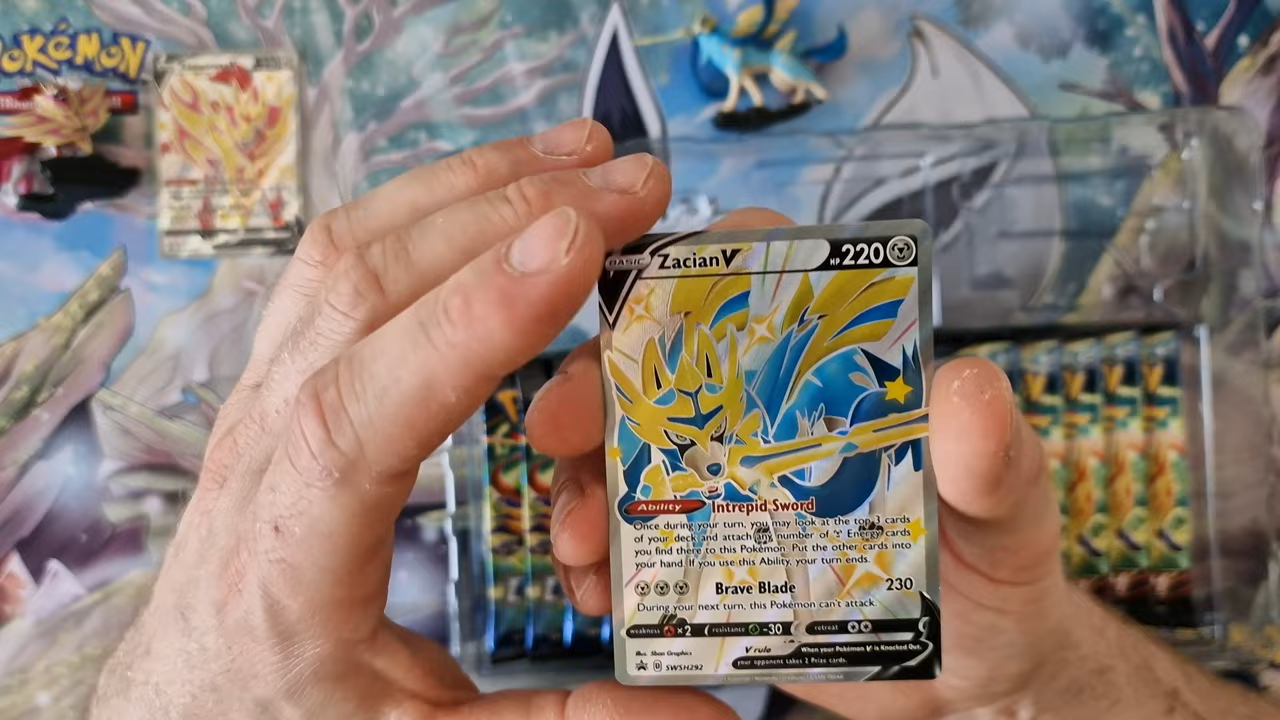 POKÉMON
BASIC
Zacian V
HP 220
Ability Intrepid Sword
Once during your turn, you may look at the top 3 cards
of your deck and attach any number of Energy cards
you find there to this Pokémon. Put the other cards into
your hand. If you use this Ability, your turn ends.
Brave Blade 230
During your next turn, this Pokémon can't attack.
weakness ×2 resistance -30 retreat
Illus. 5ban Graphics
V rule When your Pokémon V is Knocked Out,
your opponent takes 2 Prize cards.
D SWSH292